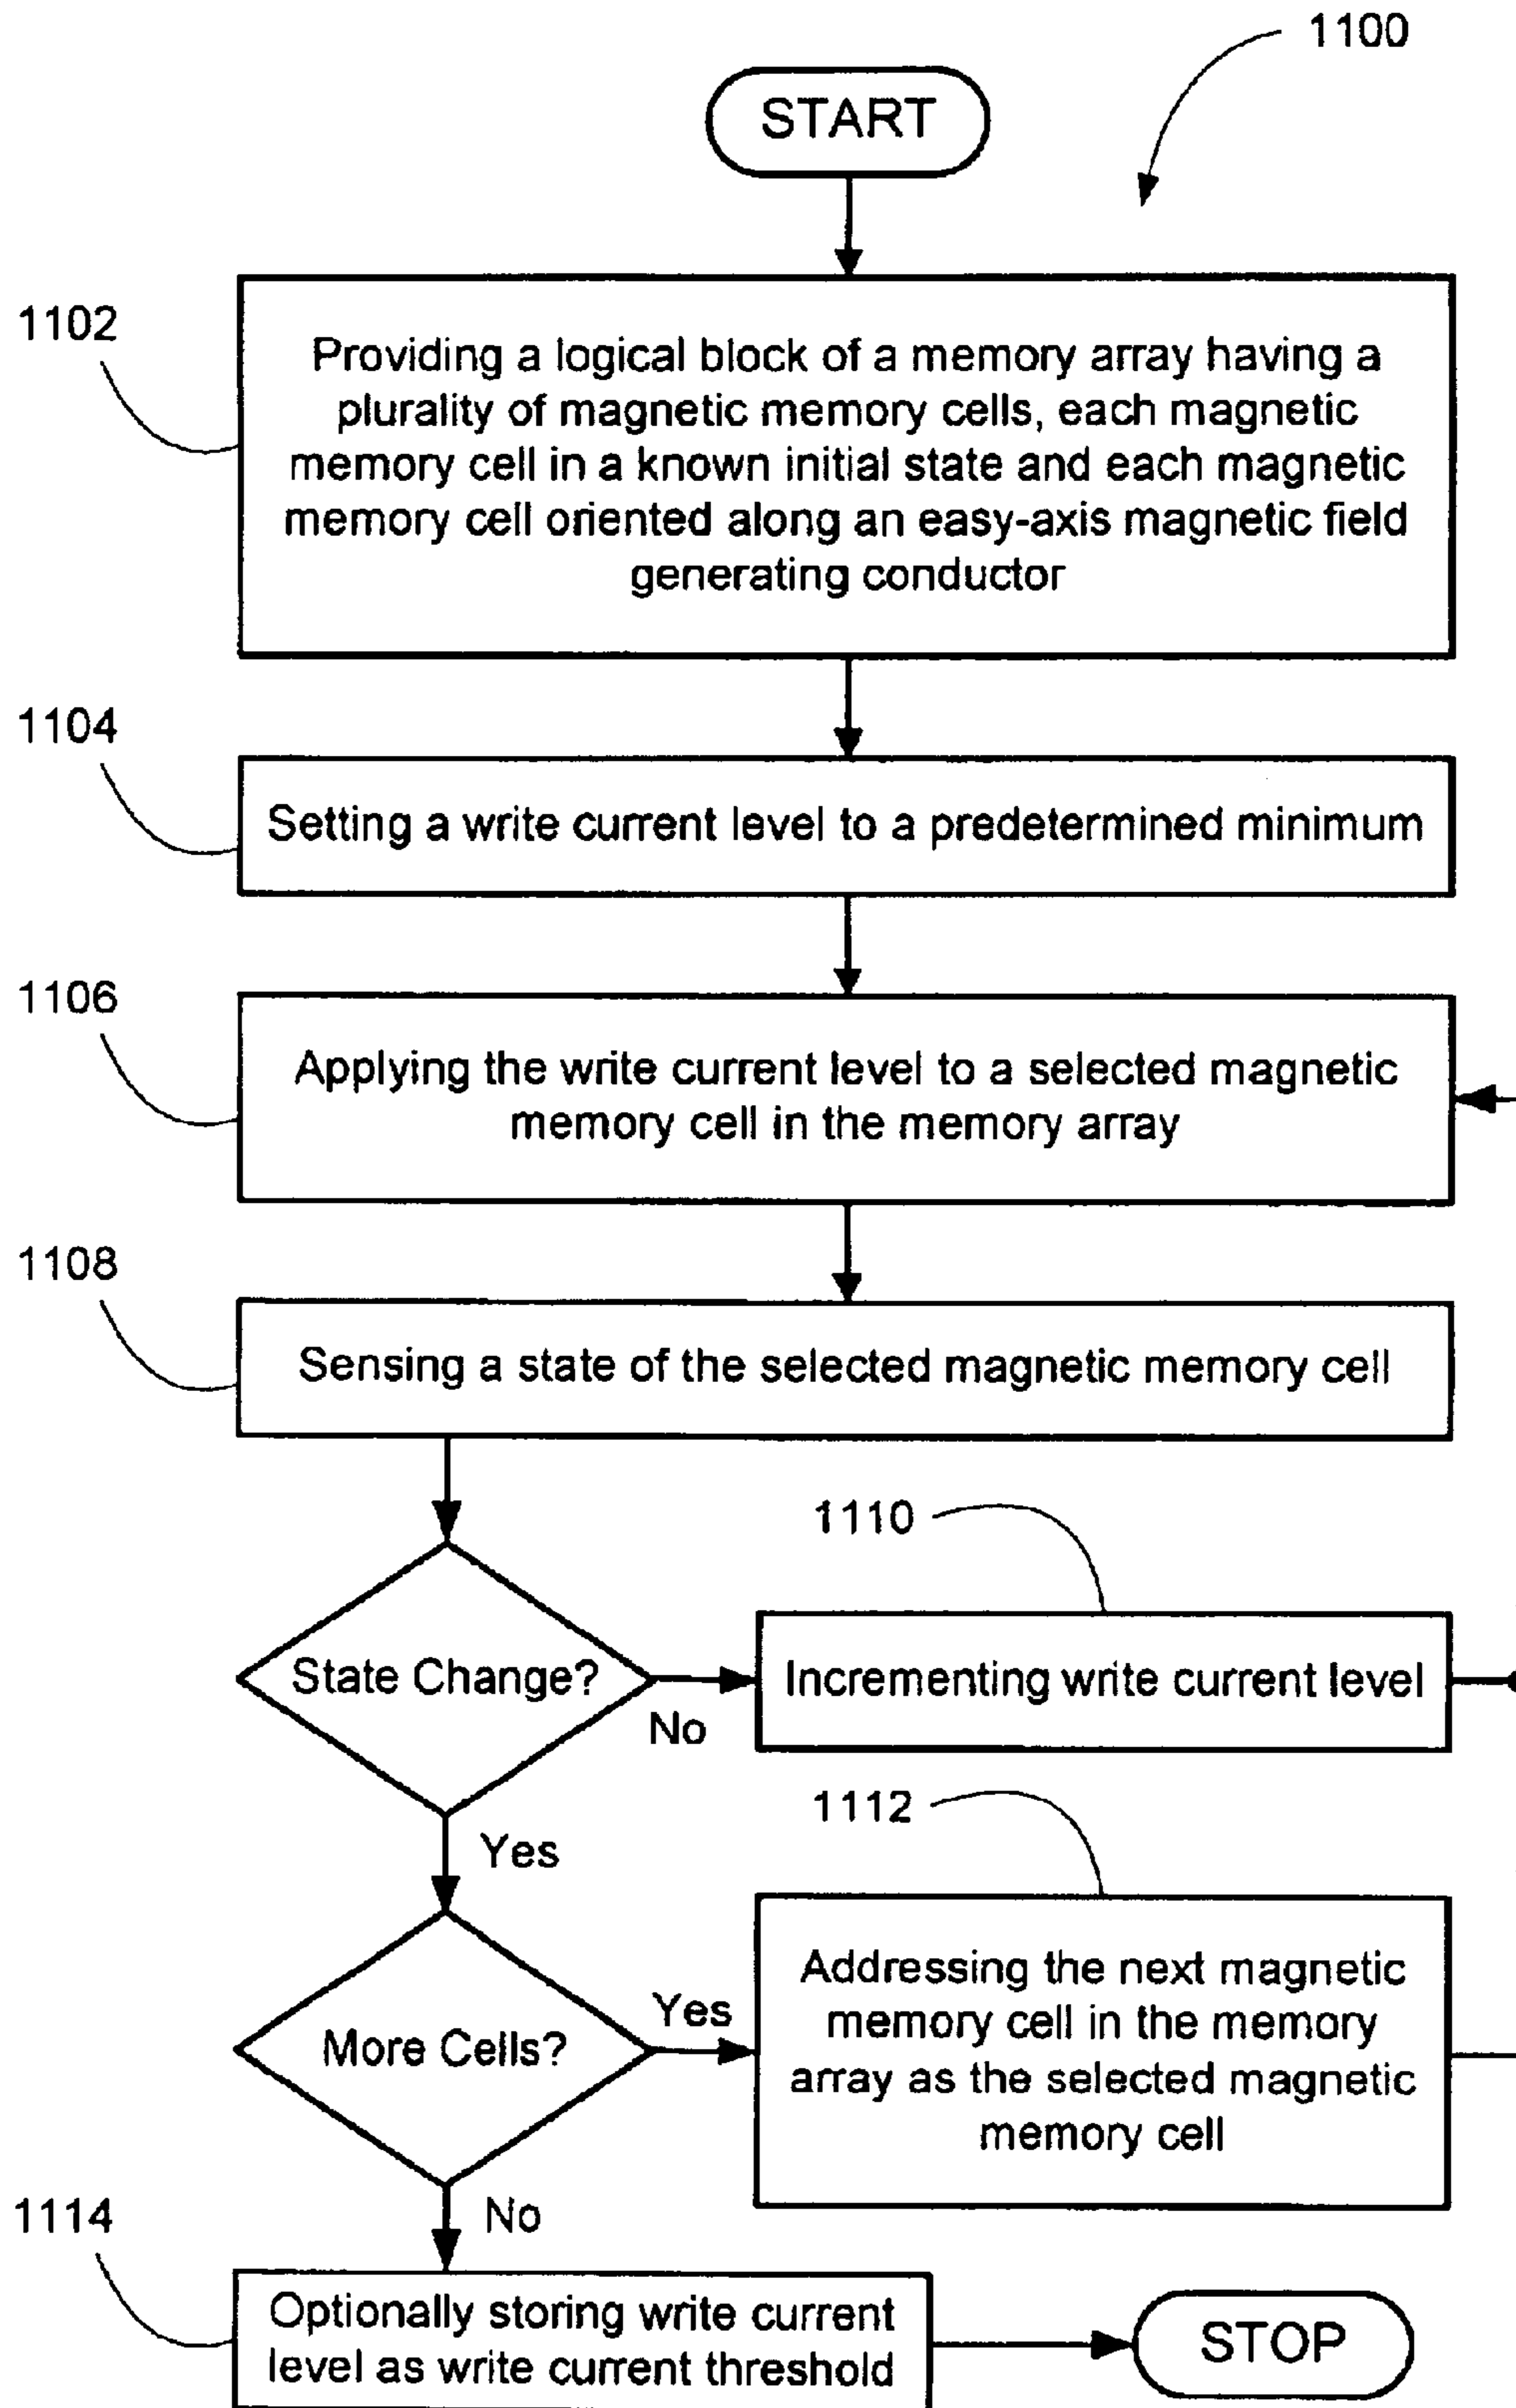 1100
START
1102
Providing a logical block of a memory array having a
plurality of magnetic memory cells, each magnetic
memory cell in a known initial state and each magnetic
memory cell oriented along an easy-axis magnetic field
generating conductor
1104
Setting a write current level to a predetermined minimum
1106
Applying the write current level to a selected magnetic
memory cell in the memory array
1108
Sensing a state of the selected magnetic memory cell
1110
State Change?
No
Incrementing write current level
Yes
1112
More Cells?
Yes
Addressing the next magnetic
memory cell in the memory
array as the selected magnetic
memory cell
No
1114
Optionally storing write current
level as write current threshold
STOP